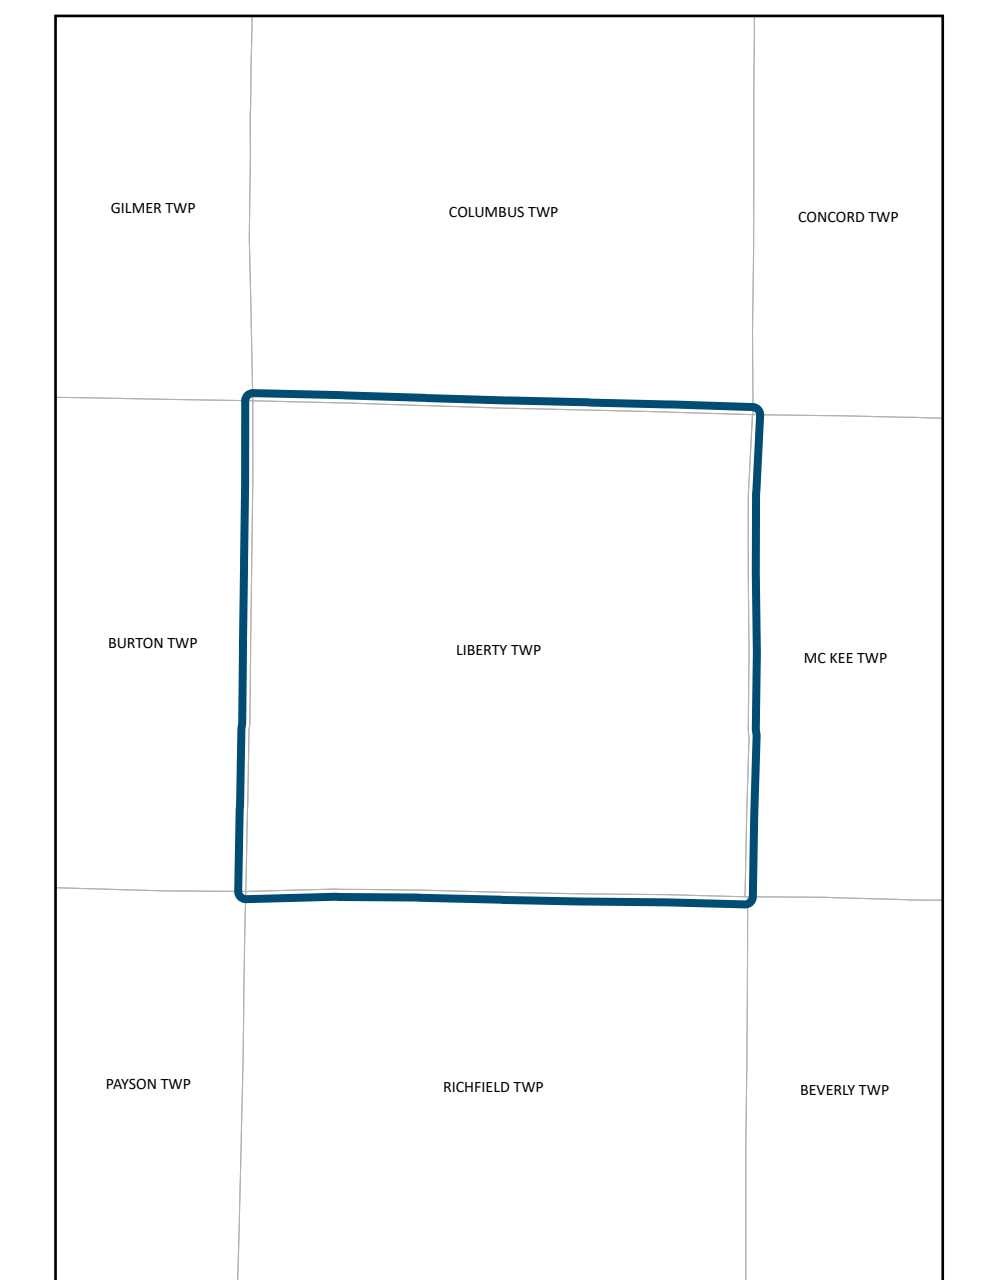 GILMER TWP
COLUMBUS TWP
CONCORD TWP
BURTON TWP
LIBERTY TWP
MC KEE TWP
PAYSON TWP
RICHFIELD TWP
BEVERLY TWP